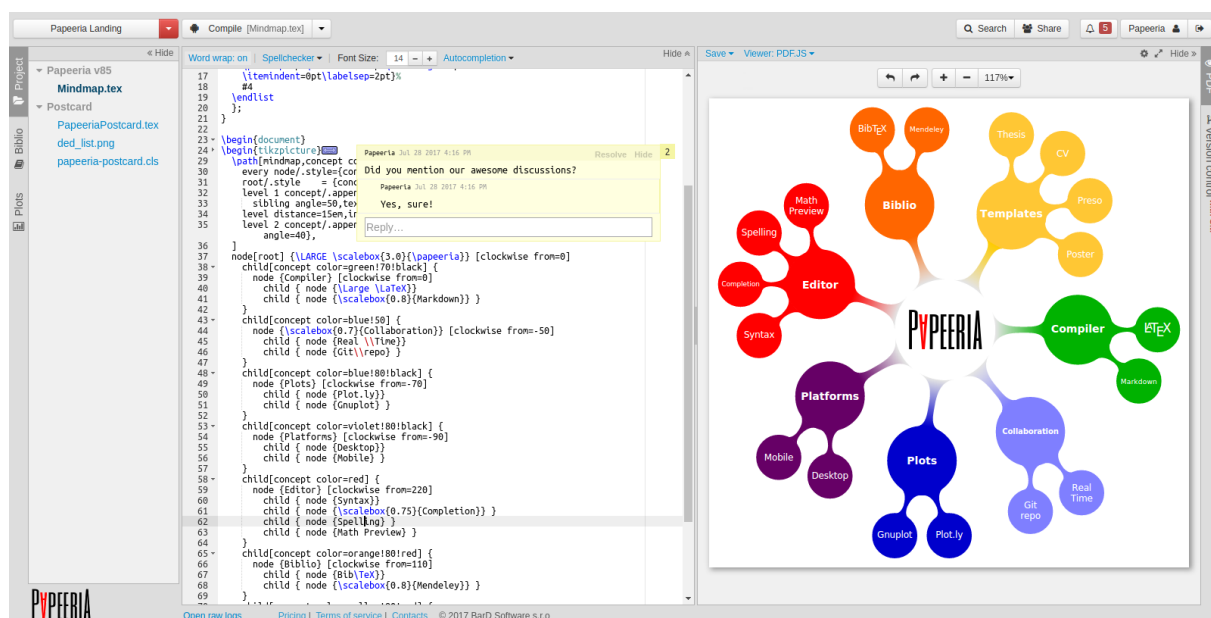 Papeeria Landing
Compile [Mindmap.tex]
Search
Share
5
Papeeria
« Hide
Project
Biblio
Plots
Papeeria v85
Mindmap.tex
Postcard
PapeeriaPostcard.tex
ded_list.png
papeeria-postcard.cls
PAPEERIA
Word wrap: on | Spellchecker | Font Size: 14 - + Autocompletion
Hide
17 \itemindent=0pt\labelsep=2pt}%
18 #4
19 \endlist
20 };
21 }
22
23 \begin{document}
24 \begin{tikzpicture}
29 \path[mindmap,concept co
30 every node/.style={con
31 root/.style = {conc
32 level 1 concept/.appen
33 sibling angle=50,tex
34 level distance=15em,in
35 level 2 concept/.appen
angle=40},
36 ]
37 node[root] {\LARGE \scalebox{3.0}{\papeeria}} [clockwise from=0]
38 child[concept color=green!70!black] {
39 node {Compiler} [clockwise from=0]
40 child { node {\Large \LaTeX}}
41 child { node {\scalebox{0.8}{Markdown}} }
42 }
43 child[concept color=blue!50] {
44 node {\scalebox{0.7}{Collaboration}} [clockwise from=-50]
45 child { node {Real \\Time}}
46 child { node {Git\\repo} }
47 }
48 child[concept color=blue!80!black] {
49 node {Plots} [clockwise from=-70]
50 child { node {Plot.ly}}
51 child { node {Gnuplot} }
52 }
53 child[concept color=violet!80!black] {
54 node {Platforms} [clockwise from=-90]
55 child { node {Desktop}}
56 child { node {Mobile} }
57 }
58 child[concept color=red] {
59 node {Editor} [clockwise from=220]
60 child { node {Syntax}}
61 child { node {\scalebox{0.75}{Completion}} }
62 child { node {Spelling} }
63 child { node {Math Preview} }
64 }
65 child[concept color=orange!80!red] {
66 node {Biblio} [clockwise from=110]
67 child { node {Bib\TeX}}
68 child { node {\scalebox{0.8}{Mendeley}} }
69 }
Papeeria Jul 28 2017 4:16 PM
Resolve Hide
2
Did you mention our awesome discussions?
Papeeria Jul 28 2017 4:16 PM
Yes, sure!
Reply...
Open raw logs
Pricing | Terms of service | Contacts © 2017 BarD Software s.r.o
Save Viewer: PDF.JS
Hide »
117%
PDF
Version control
BibTEX
Mendeley
Biblio
Thesis
CV
Preso
Poster
Templates
Math
Preview
Spelling
Completion
Syntax
Editor
PAPEERIA
Compiler
LATEX
Markdown
Platforms
Mobile
Desktop
Plots
Gnuplot
Plot.ly
Collaboration
Real
Time
Git
repo